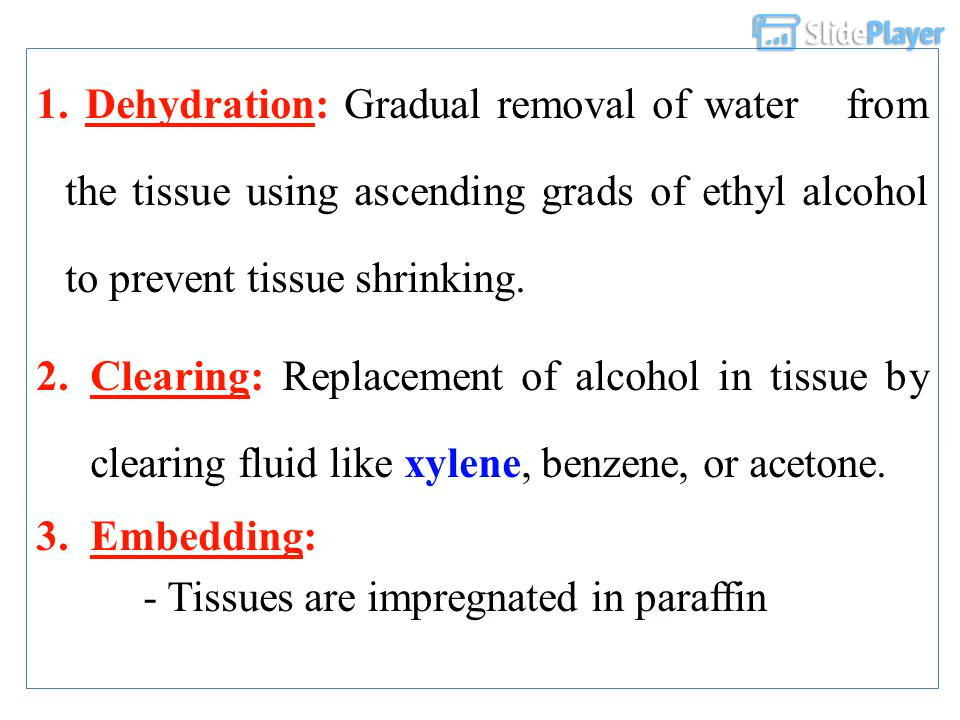 SlidePlayer
1. Dehydration: Gradual removal of water from
the tissue using ascending grads of ethyl alcohol
to prevent tissue shrinking.
2. Clearing: Replacement of alcohol in tissue by
clearing fluid like xylene, benzene, or acetone.
3. Embedding:
- Tissues are impregnated in paraffin